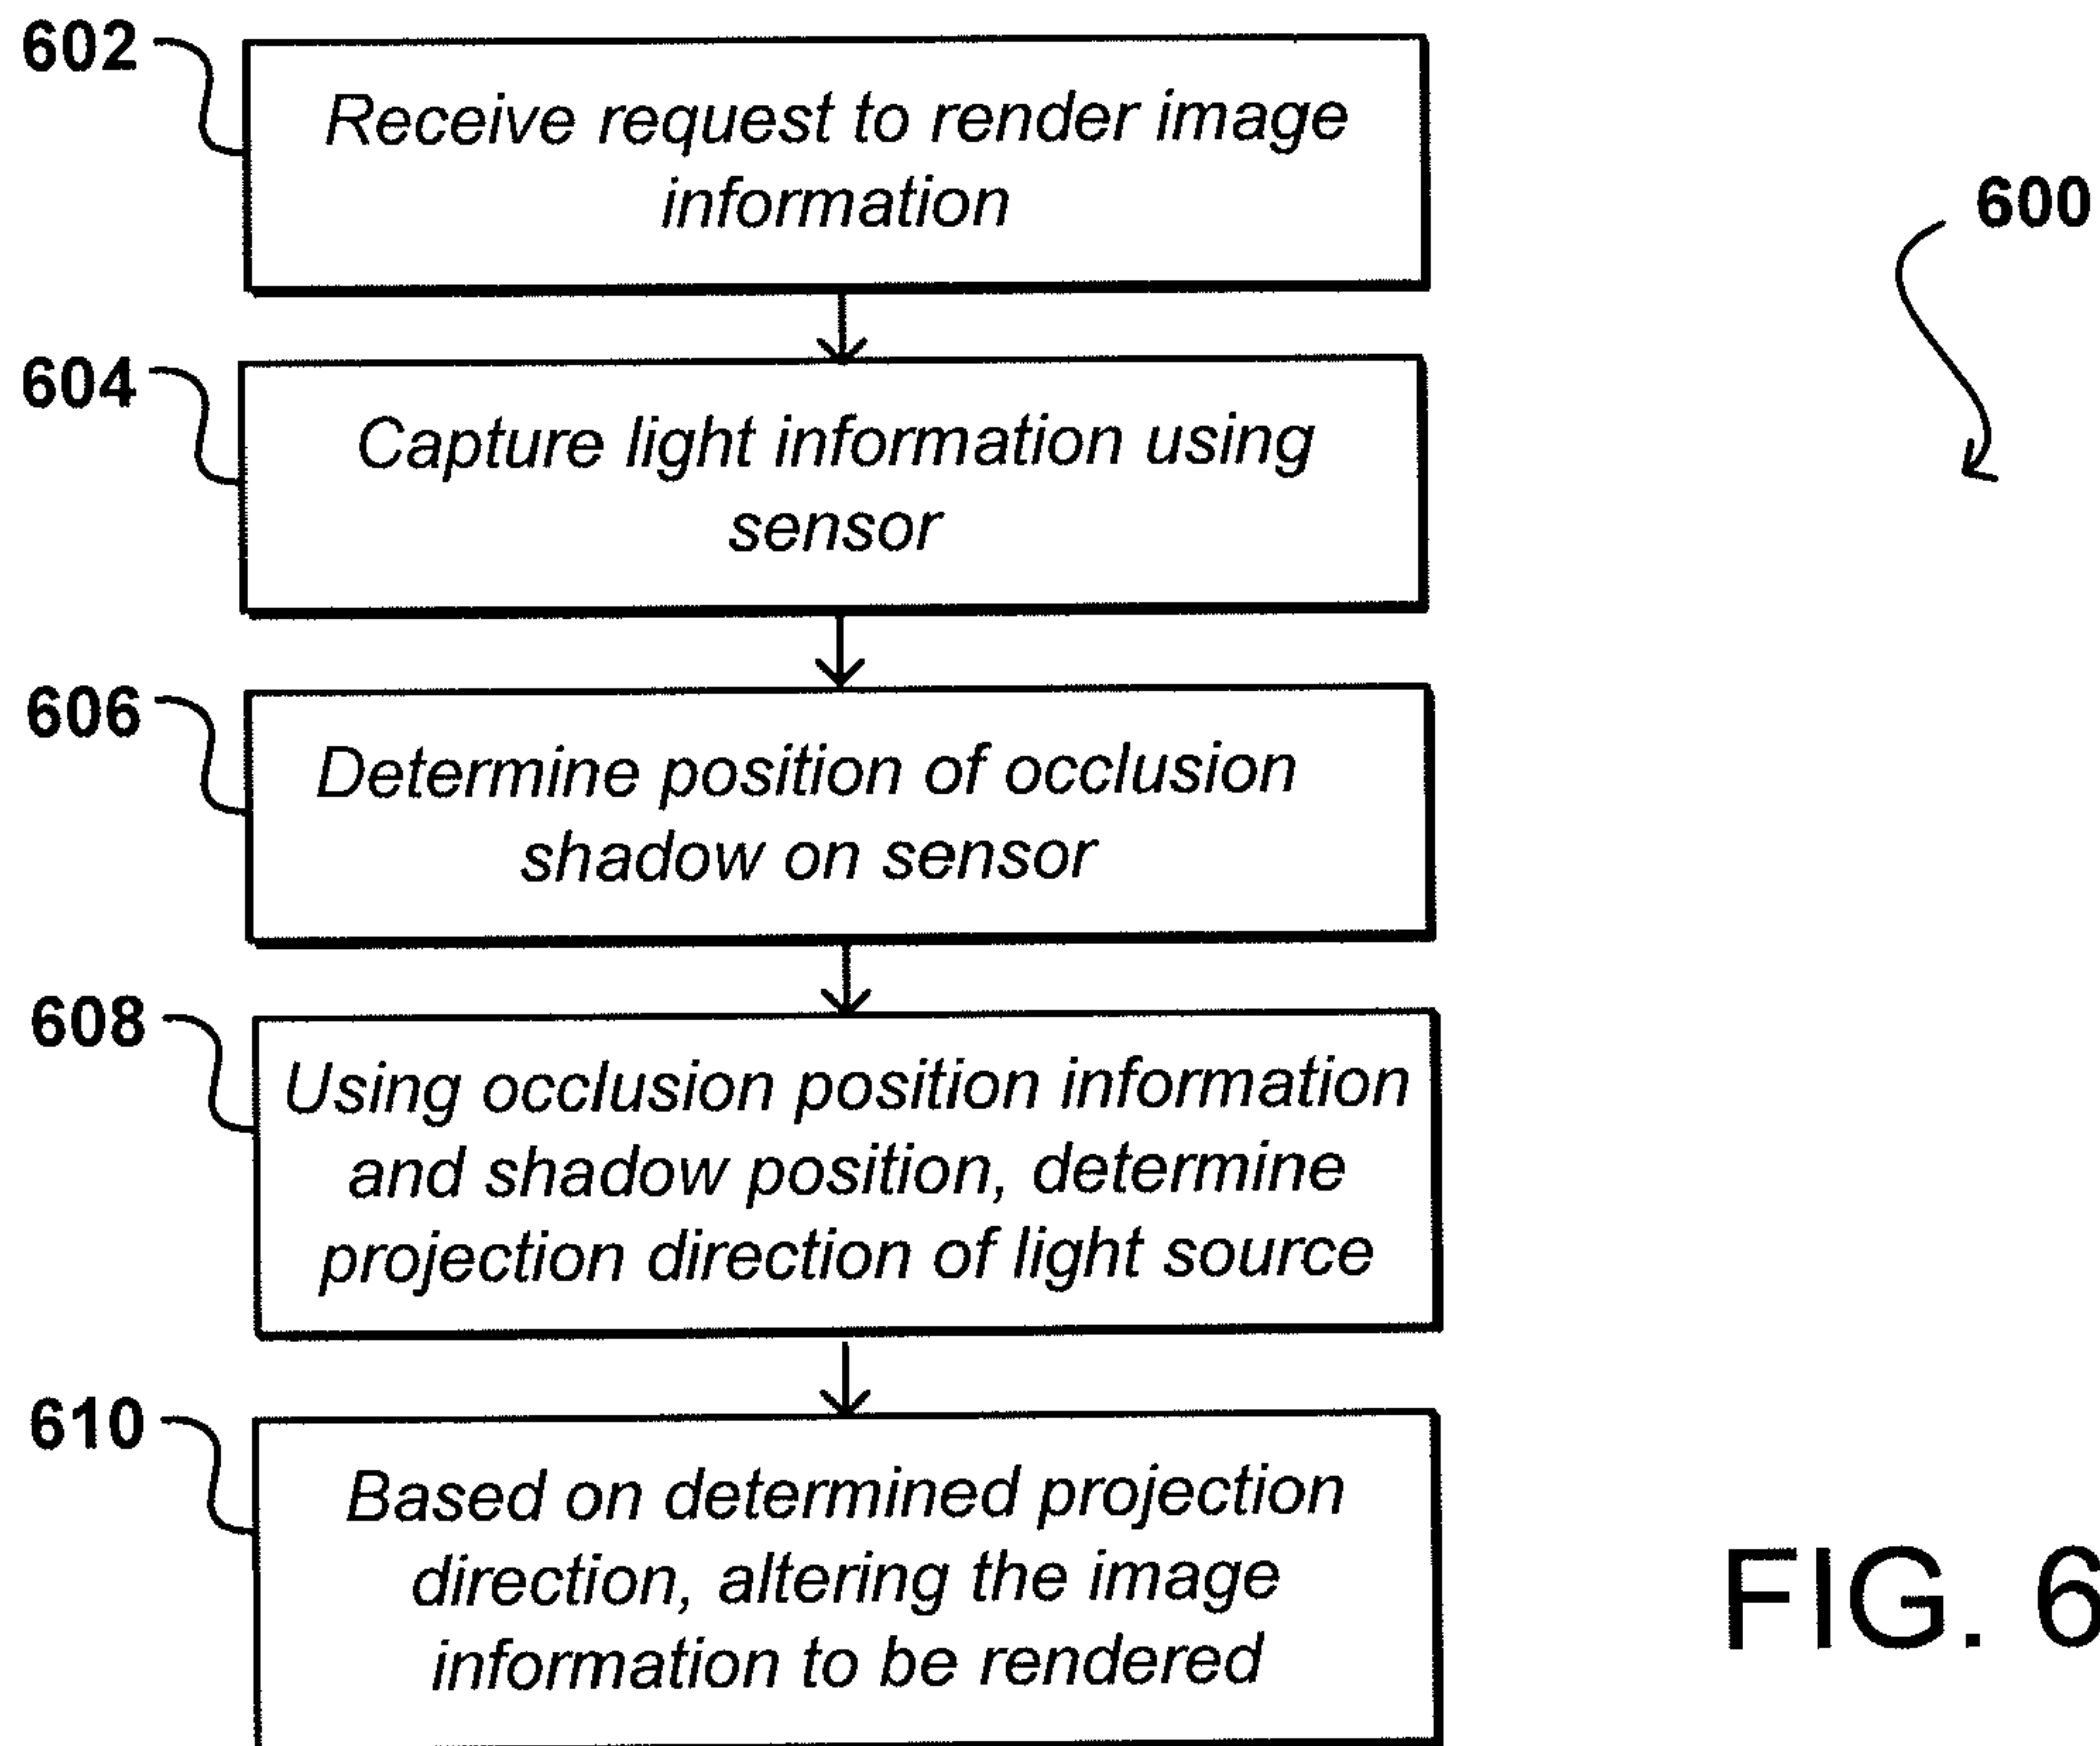 602
Receive request to render image
information
600
604
Capture light information using
sensor
606
Determine position of occlusion
shadow on sensor
608
Using occlusion position information
and shadow position, determine
projection direction of light source
610
Based on determined projection
direction, altering the image
information to be rendered
FIG. 6